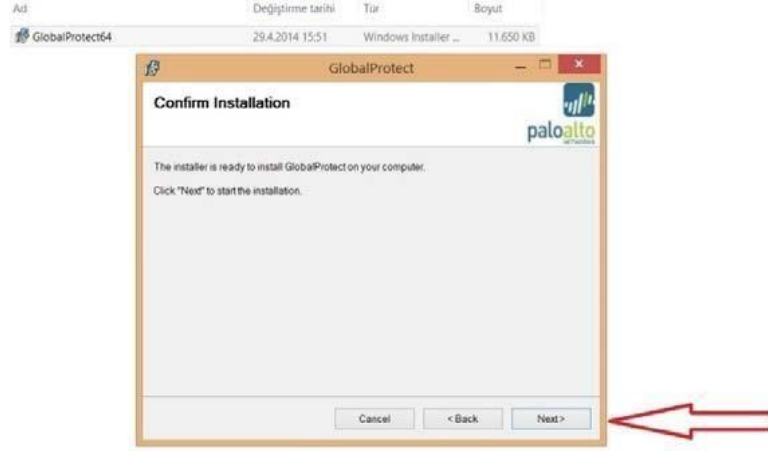 Ad Değiştirme tarihi Tür Boyut
GlobalProtect64 29.4.2014 15:51 Windows Installer ... 11.650 KB
GlobalProtect
Confirm Installation
paloalto
NETWORKS
The installer is ready to install GlobalProtect on your computer.
Click "Next" to start the installation.
Cancel < Back Next >